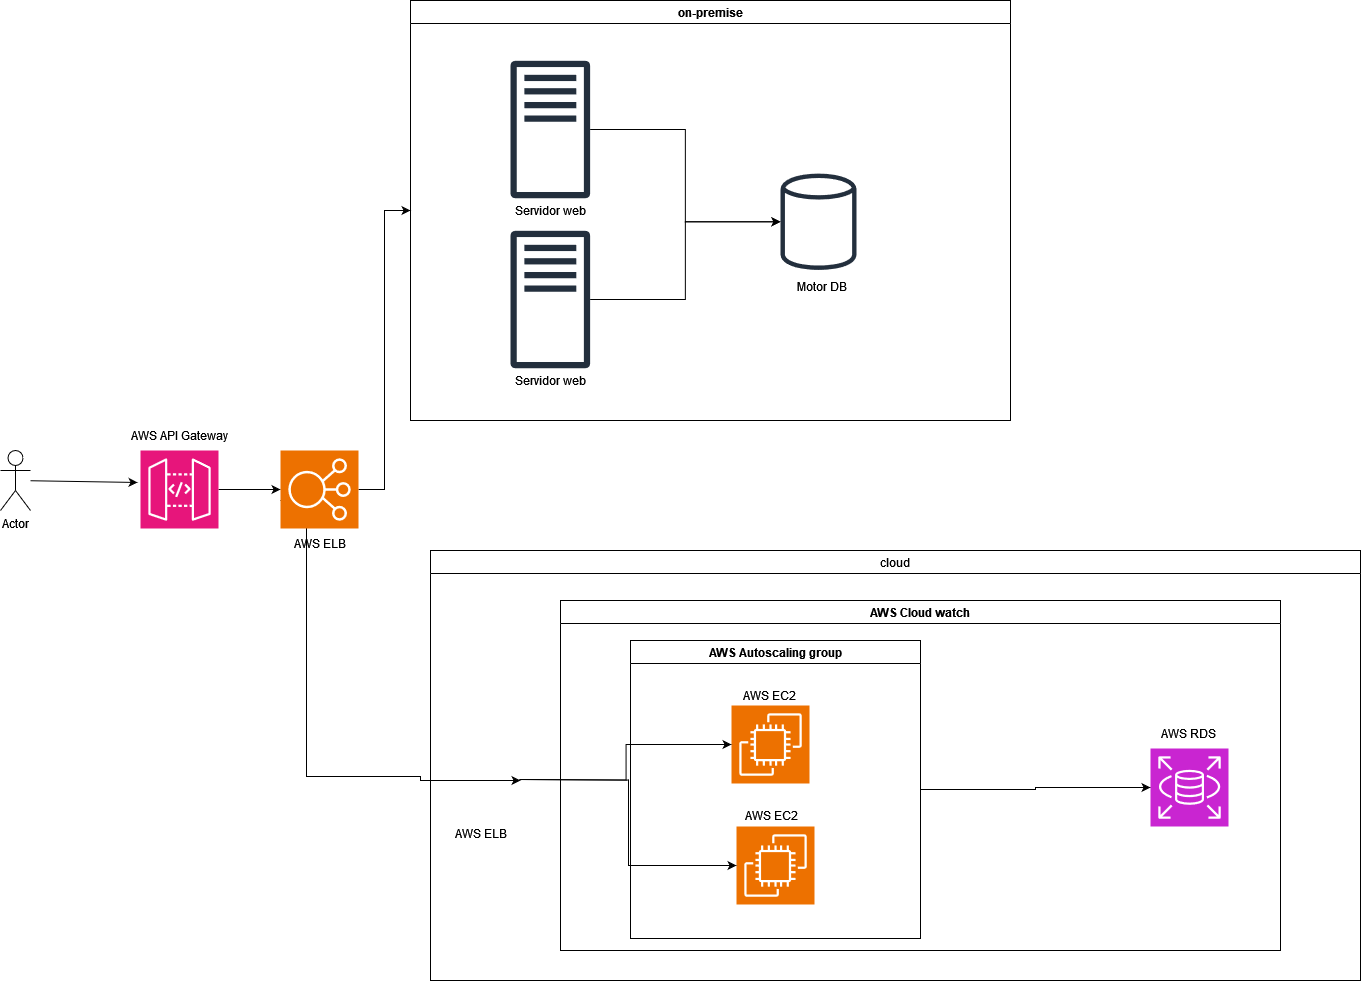 on-premise
Servidor web
Servidor web
Motor DB
AWS API Gateway
</>
Actor
AWS ELB
cloud
AWS Cloud watch
AWS Autoscaling group
AWS EC2
AWS RDS
AWS EC2
AWS ELB